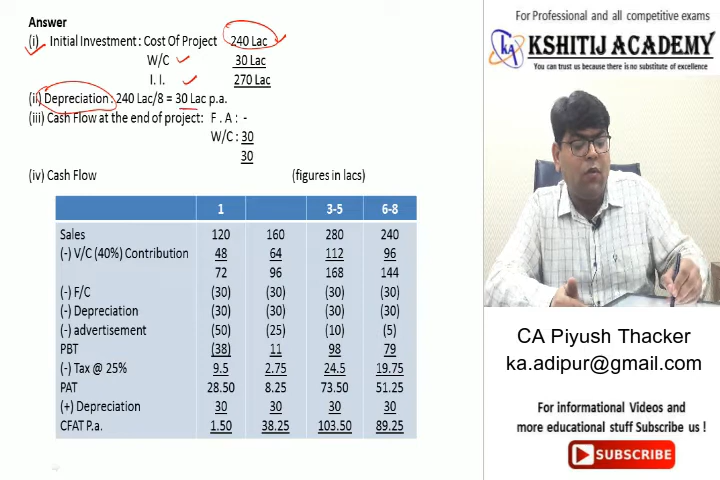 Answer
(i) Initial Investment: Cost Of Project 240 Lac
W/C 30 Lac
I. I. 270 Lac
(ii) Depreciation: 240 Lac/8 = 30 Lac p.a.
(iii) Cash Flow at the end of project: F . A : -
W/C : 30
30
(iv) Cash Flow (figures in lacs)
1 3-5 6-8
Sales 120 160 280 240
(-) V/C (40%) Contribution 48 64 112 96
72 96 168 144
(-) F/C (30) (30) (30) (30)
(-) Depreciation (30) (30) (30) (30)
(-) advertisement (50) (25) (10) (5)
PBT (38) 11 98 79
(-) Tax @ 25% 9.5 2.75 24.5 19.75
PAT 28.50 8.25 73.50 51.25
(+) Depreciation 30 30 30 30
CFAT P.a. 1.50 38.25 103.50 89.25
For Professional and all competitive exams
KA
KSHITIJ ACADEMY
You can trust us because there is no substitute of excellence
CA Piyush Thacker
ka.adipur@gmail.com
For informational Videos and
more educational stuff Subscribe us !
SUBSCRIBE